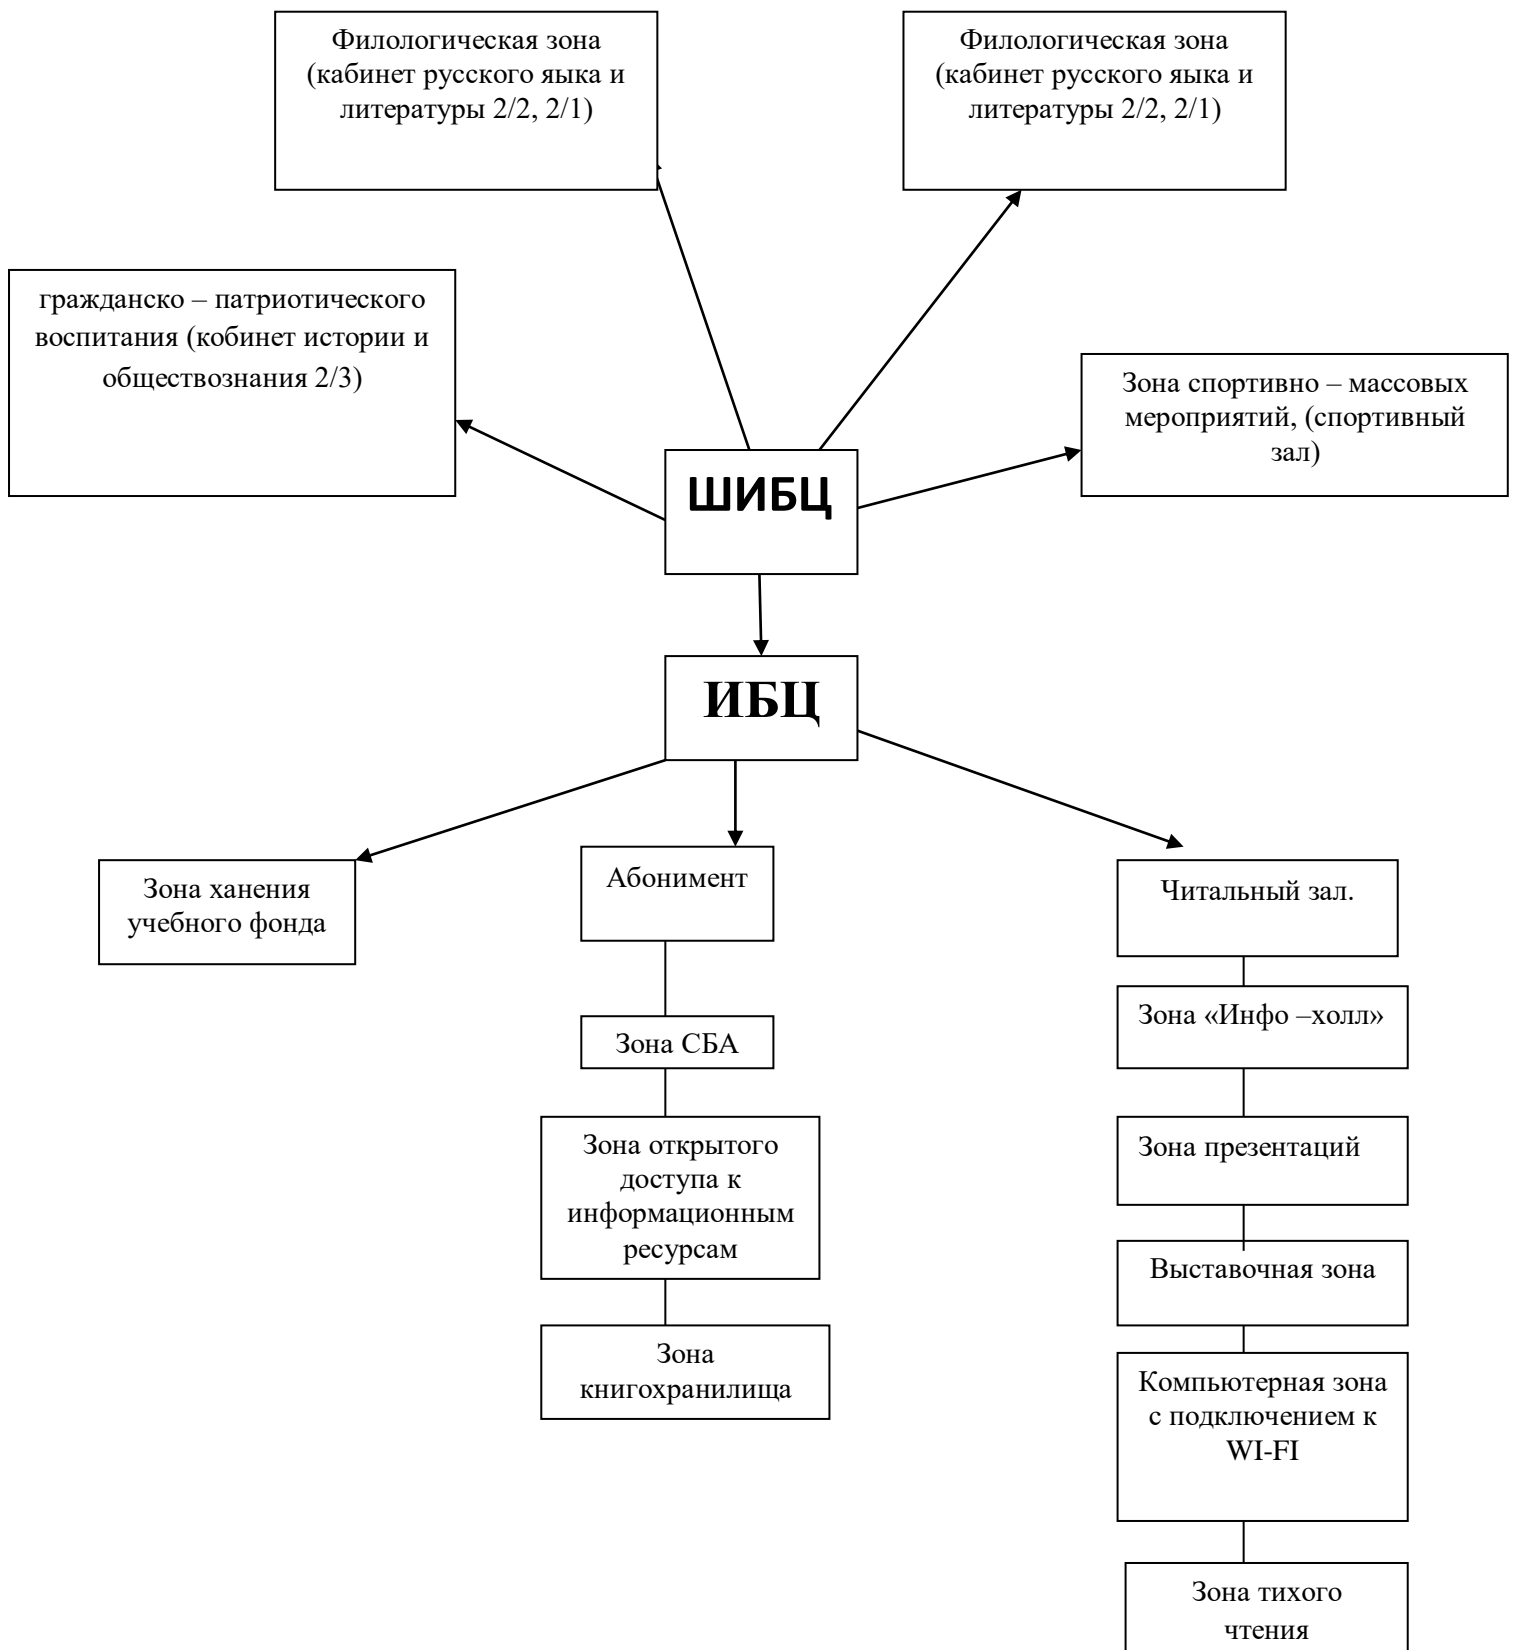 Филологическая зона
(кабинет русского яыка и
литературы 2/2, 2/1)
Филологическая зона
(кабинет русского яыка и
литературы 2/2, 2/1)
гражданско – патриотического
воспитания (кобинет истории и
обществознания 2/3)
Зона спортивно – массовых
мероприятий, (спортивный
зал)
ШИБЦ
ИБЦ
Зона ханения
учебного фонда
Абонимент
Читальный зал.
Зона СБА
Зона «Инфо –холл»
Зона открытого
доступа к
информационным
ресурсам
Зона презентаций
Выставочная зона
Зона
книгохранилища
Компьютерная зона
с подключением к
WI-FI
Зона тихого
чтения